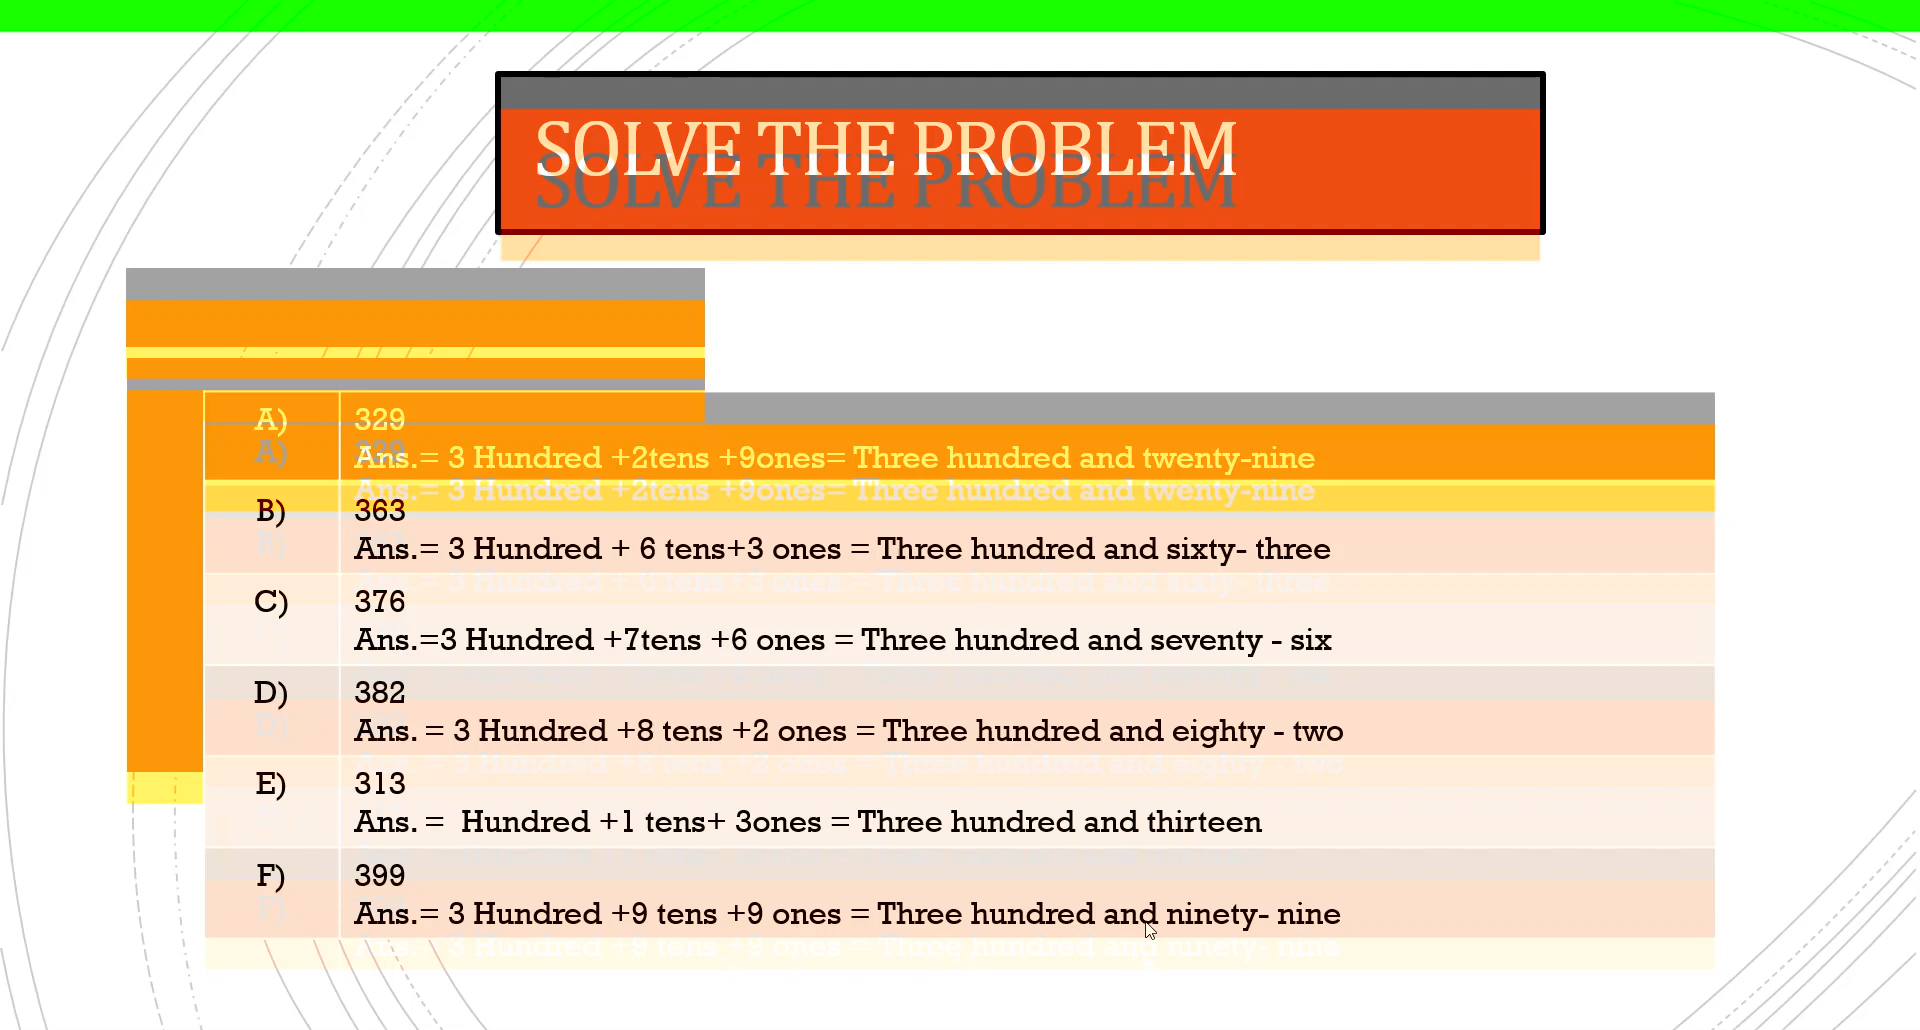 SOLVE THE PROBLEM
A) 329
Ans.= 3 Hundred +2tens +9ones= Three hundred and twenty-nine
B) 363
Ans.= 3 Hundred + 6 tens+3 ones = Three hundred and sixty- three
C) 376
Ans.=3 Hundred +7tens +6 ones = Three hundred and seventy - six
D) 382
Ans. = 3 Hundred +8 tens +2 ones = Three hundred and eighty - two
E) 313
Ans. =  Hundred +1 tens+ 3ones = Three hundred and thirteen
F) 399
Ans.= 3 Hundred +9 tens +9 ones = Three hundred and ninety- nine